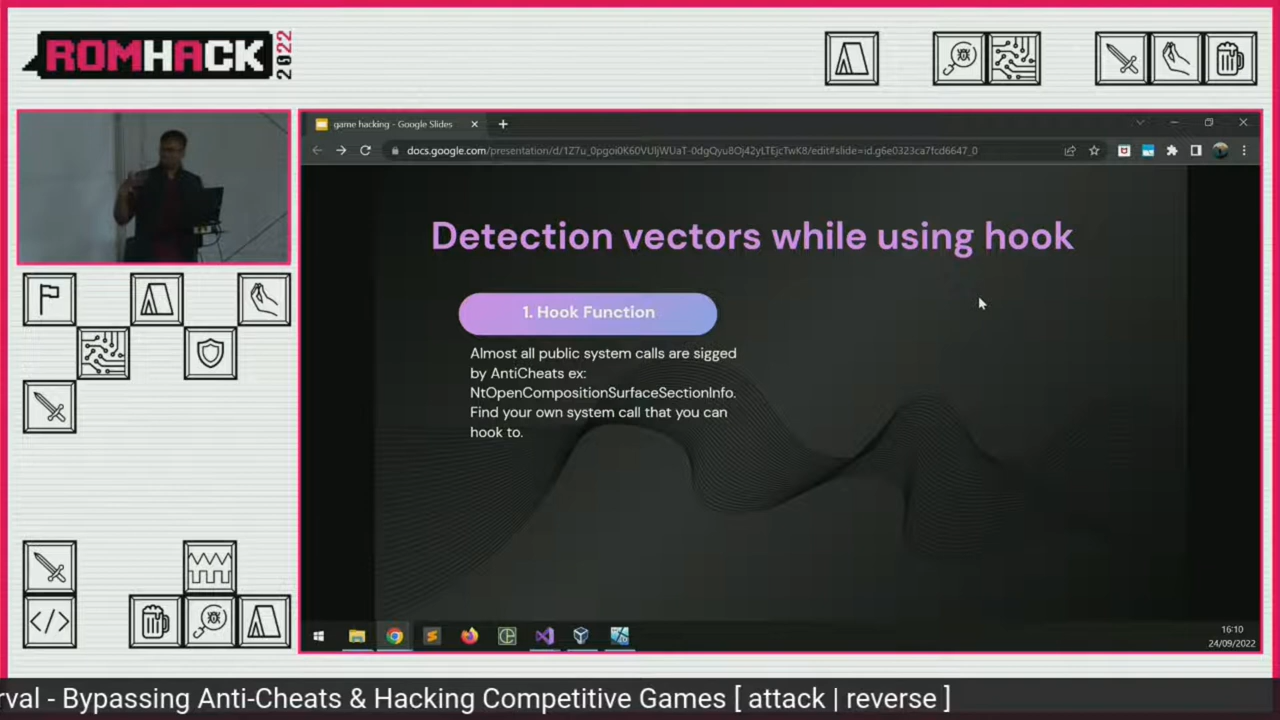 ROMHACK 2022
game hacking - Google Slides
docs.google.com/presentation/d/1Z7u_0pgoi0K60VUljWUaT-0dgQyu8Oj42yLTEjcTwK8/edit#slide=id.g6e0323ca7fcd6647_0
Detection vectors while using hook
1. Hook Function
Almost all public system calls are sigged
by AntiCheats ex:
NtOpenCompositionSurfaceSectionInfo.
Find your own system call that you can
hook to.
</>
16:10
24/09/2022
rval - Bypassing Anti-Cheats & Hacking Competitive Games [ attack | reverse ]